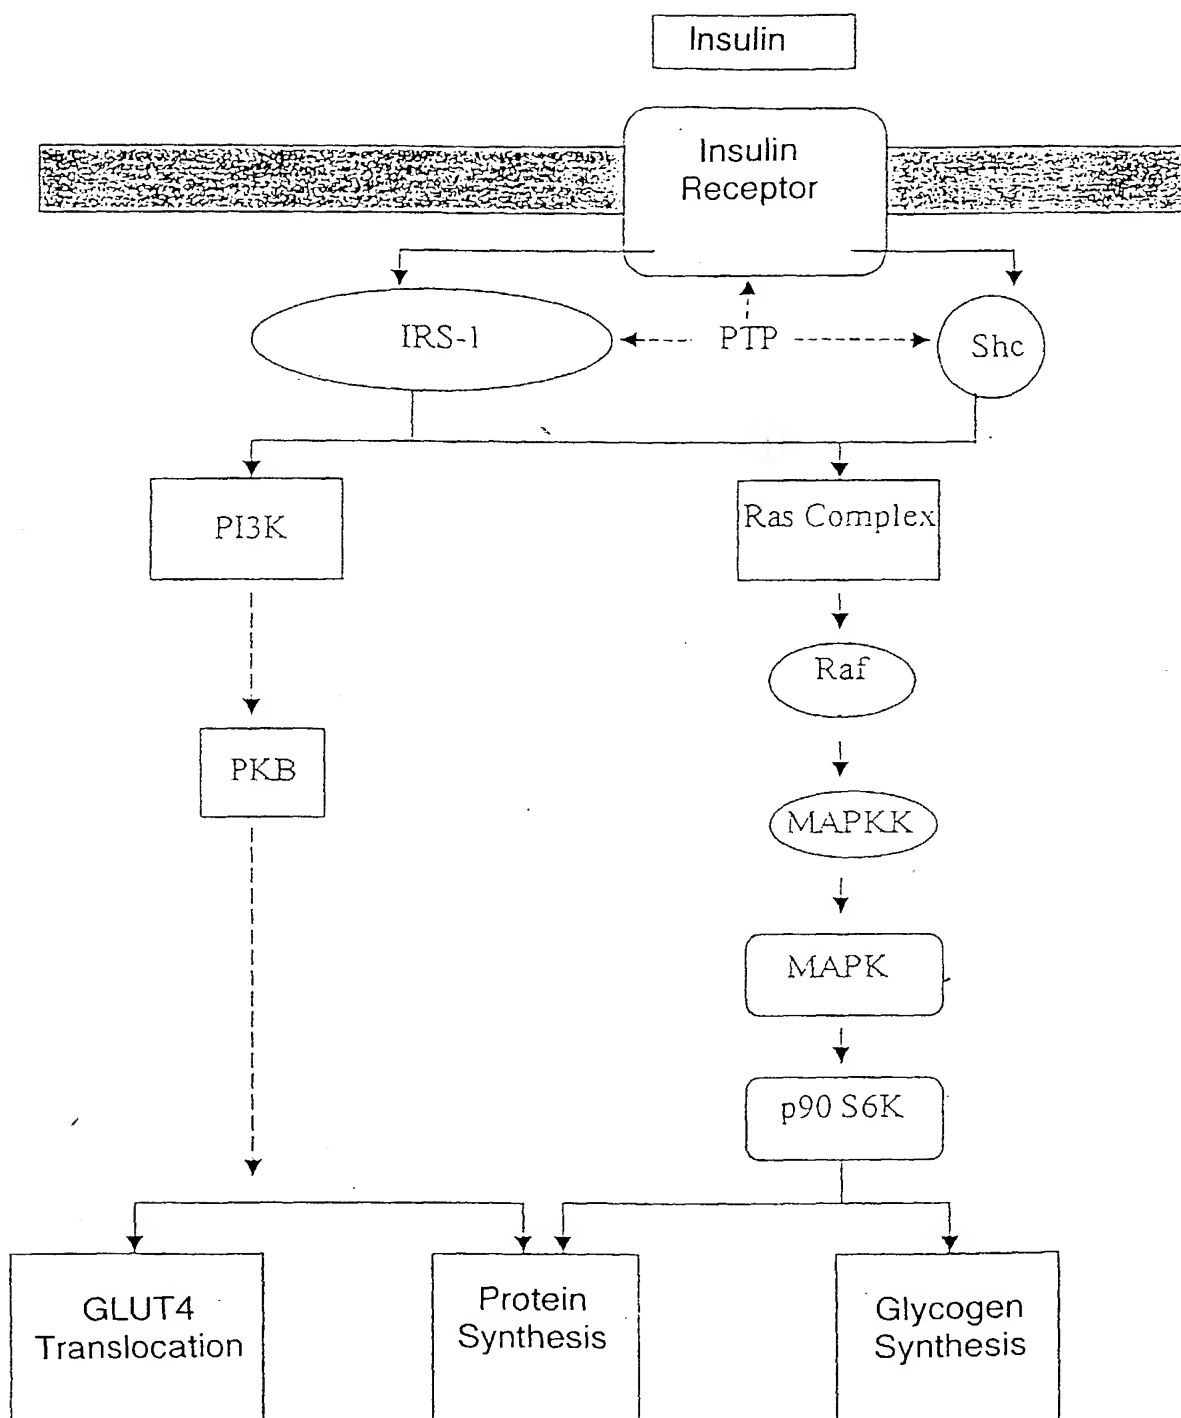 Insulin
Insulin
Receptor
IRS-1
PTP
Shc
PI3K
Ras Complex
Raf
PKB
MAPKK
MAPK
p90 S6K
GLUT4
Translocation
Protein
Synthesis
Glycogen
Synthesis